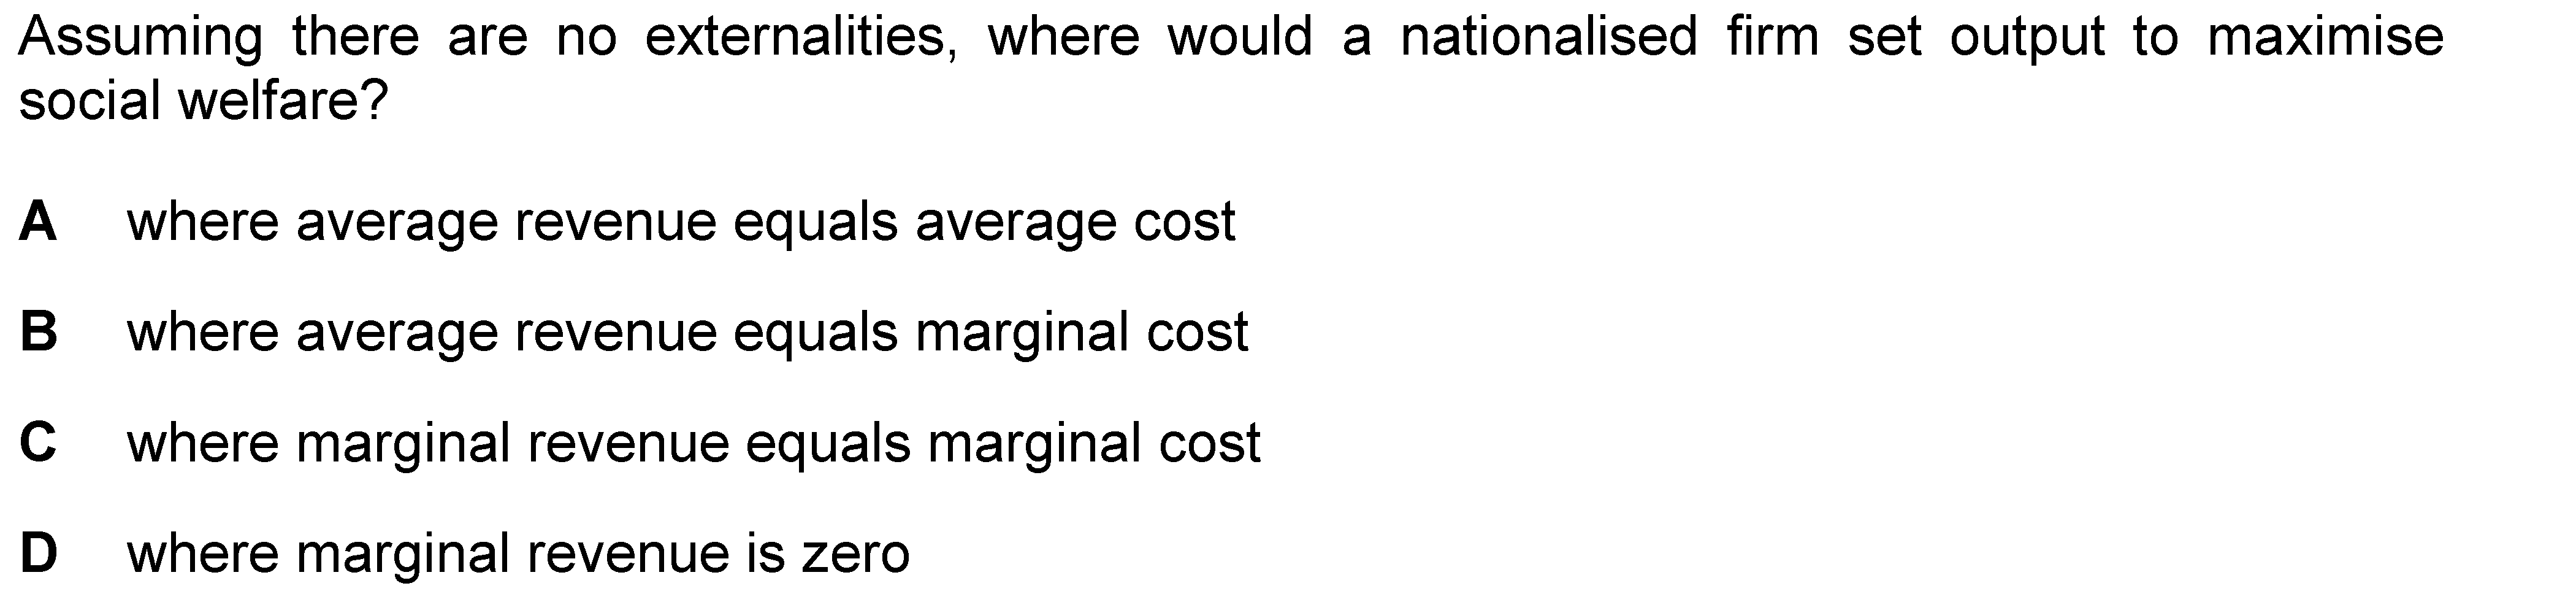 Assuming there are no externalities, where would a nationalised firm set output to maximise
social welfare?
A where average revenue equals average cost
B where average revenue equals marginal cost
C where marginal revenue equals marginal cost
D where marginal revenue is zero